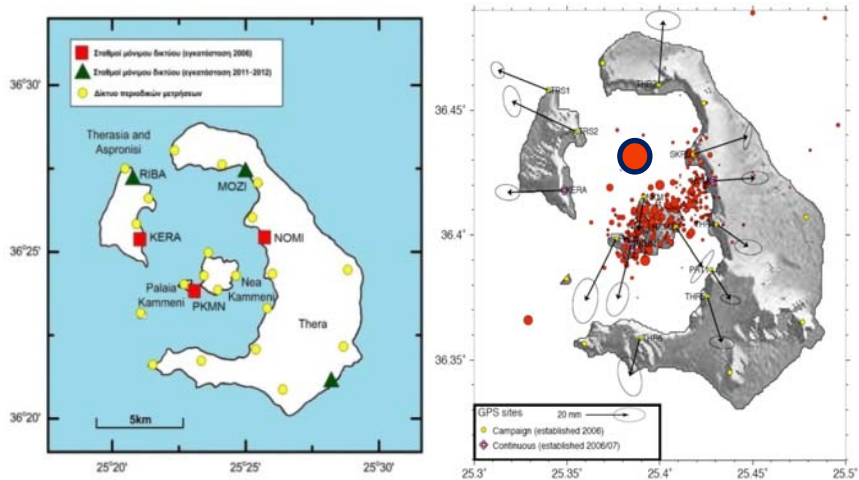 Σταθμοί μόνιμου δικτύου (εγκατάσταση 2006)
Σταθμοί μόνιμου δικτύου (εγκατάσταση 2011-2012)
Δίκτυο περιοδικών μετρήσεων
36°30'
36°25'
36°20'
Therasia and
Aspronisi
RIBA
MOZI
KERA
NOMI
Palaia
Kammeni
PKMN
Nea
Kammeni
Thera
5km
25°20'
25°25'
25°30'
36.45
36.4
36.35
TRS1
TRS2
KERA
GPS sites
20 mm
Campaign (established 2006)
Continuous (established 2006/07)
25.3
25.35
25.4
25.45
25.5